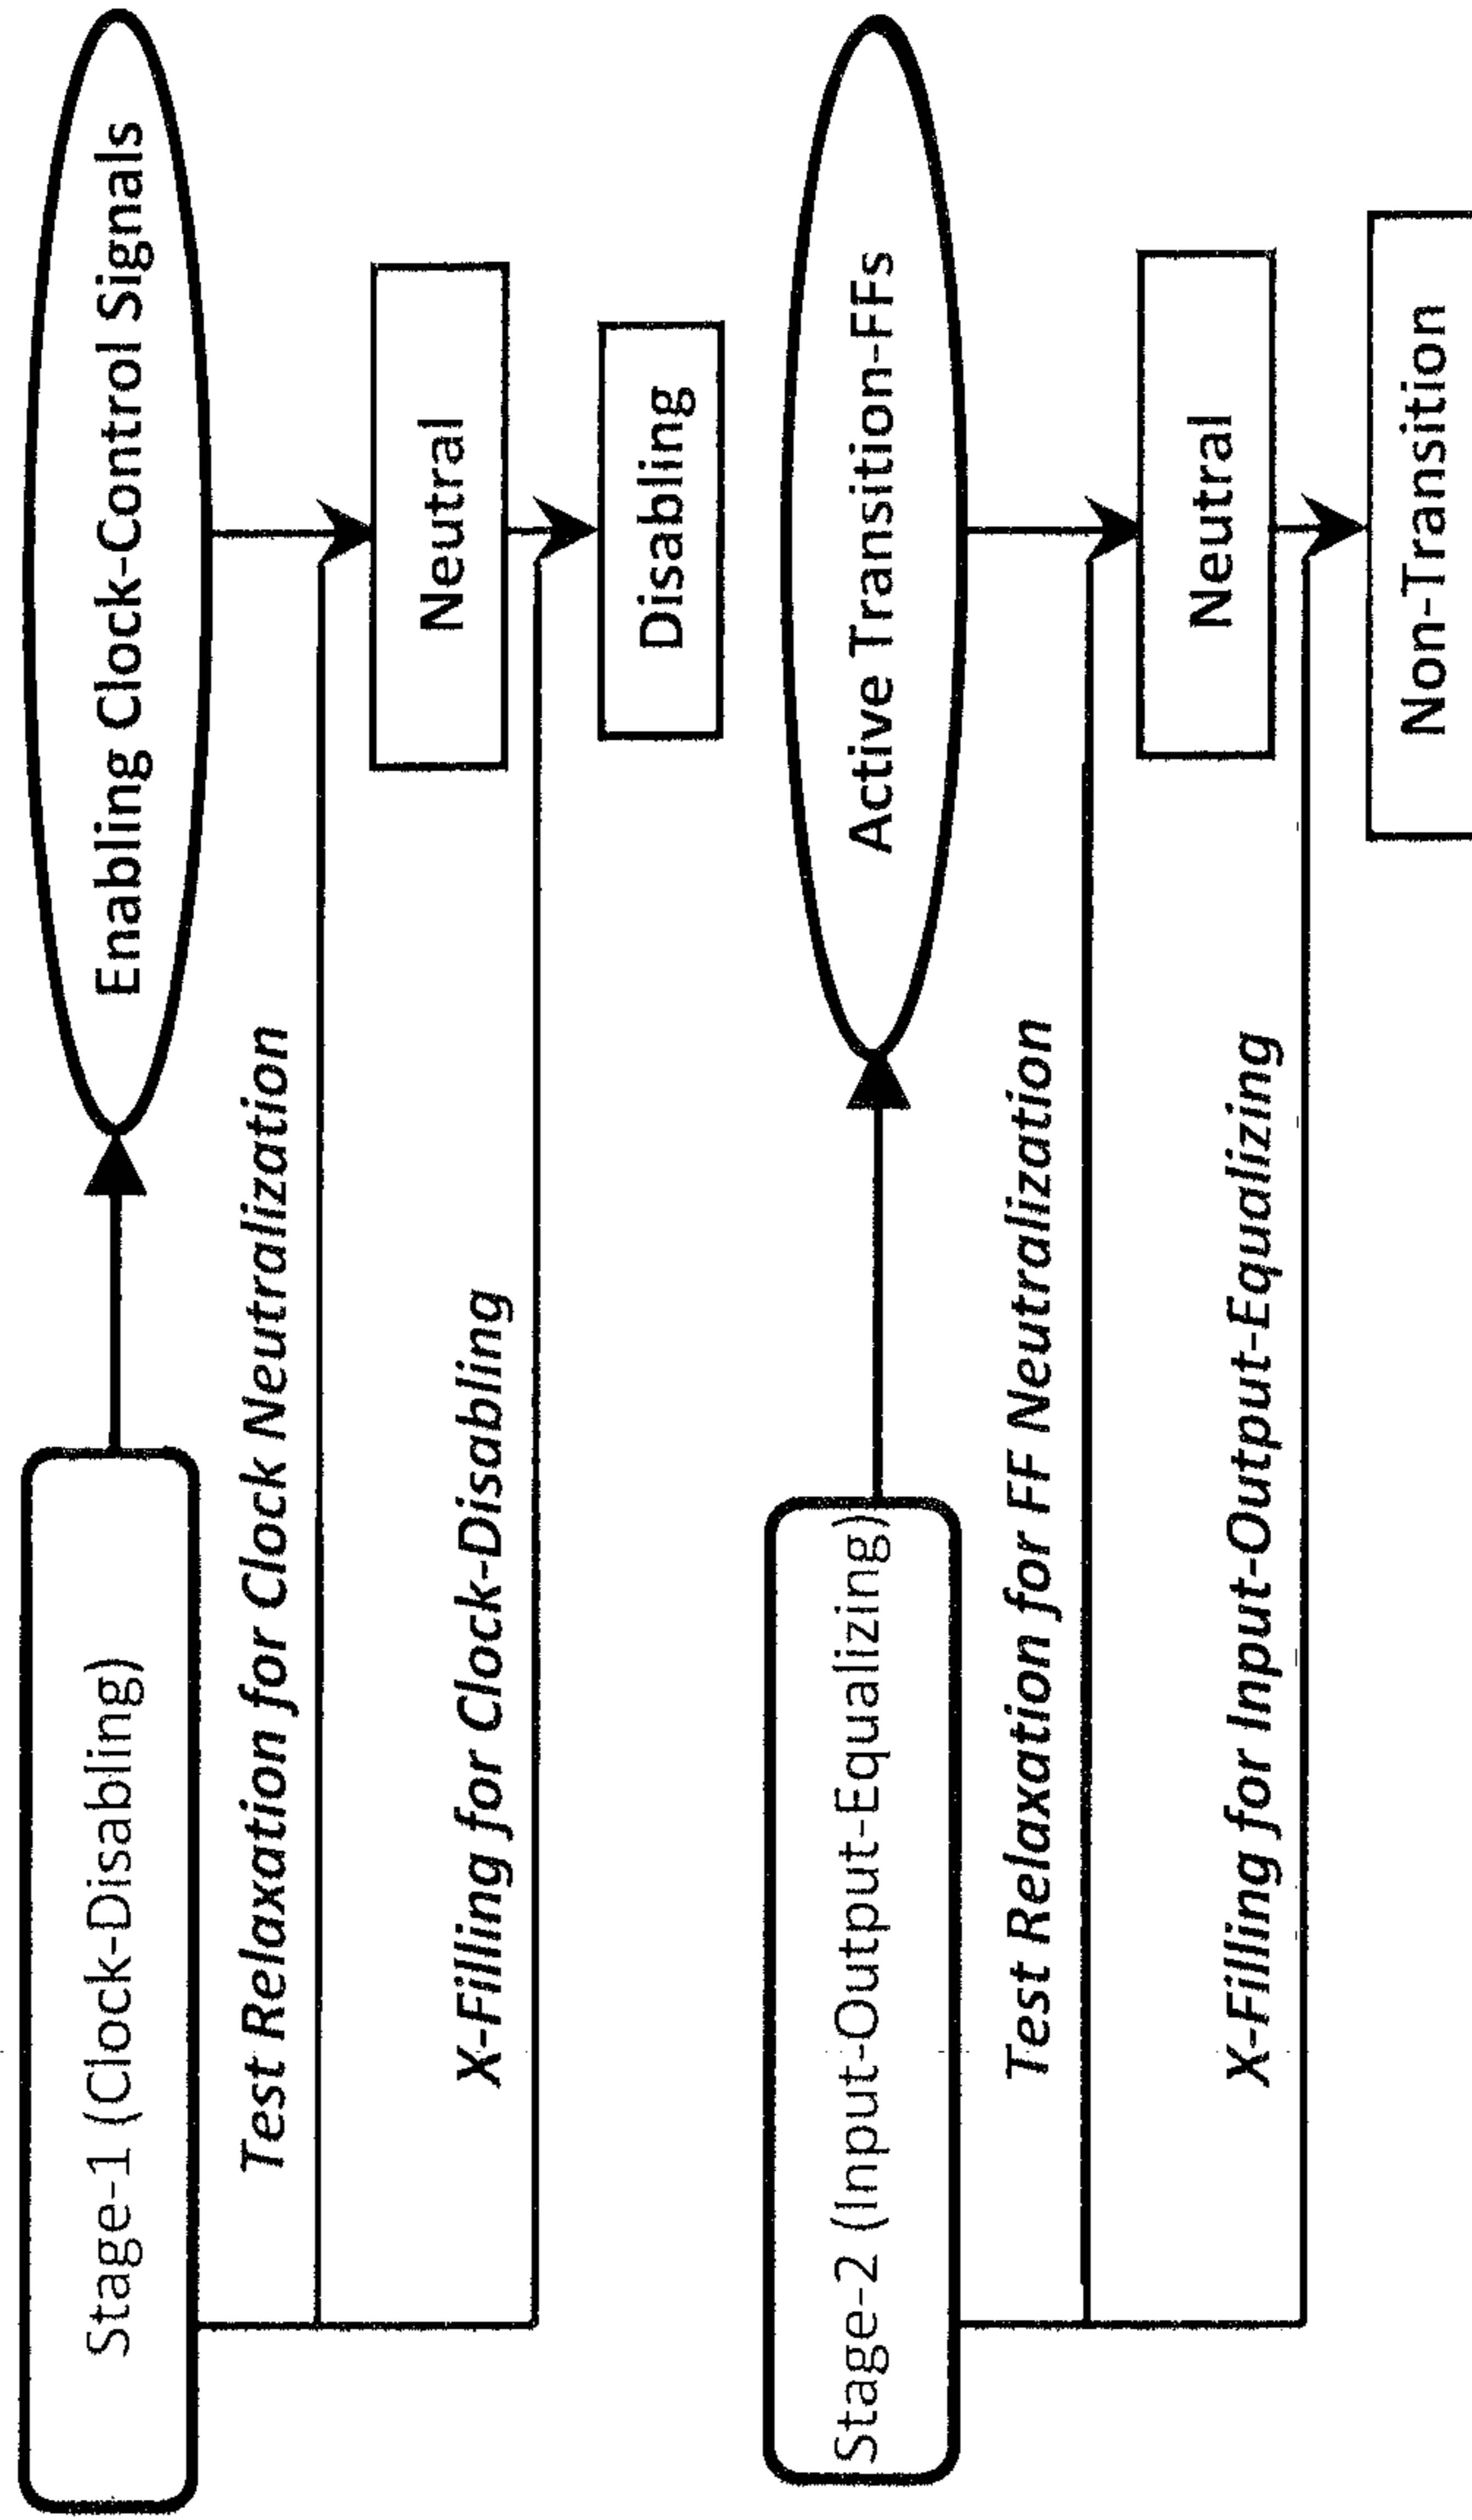 Stage-1 (Clock-Disabling)
Enabling Clock-Control Signals
Test Relaxation for Clock Neutralization
Neutral
X-Filling for Clock-Disabling
Disabling
Stage-2 (Input-Output-Equalizing)
Active Transition-FFs
Test Relaxation for FF Neutralization
Neutral
X-Filling for Input-Output-Equalizing
Non-Transition